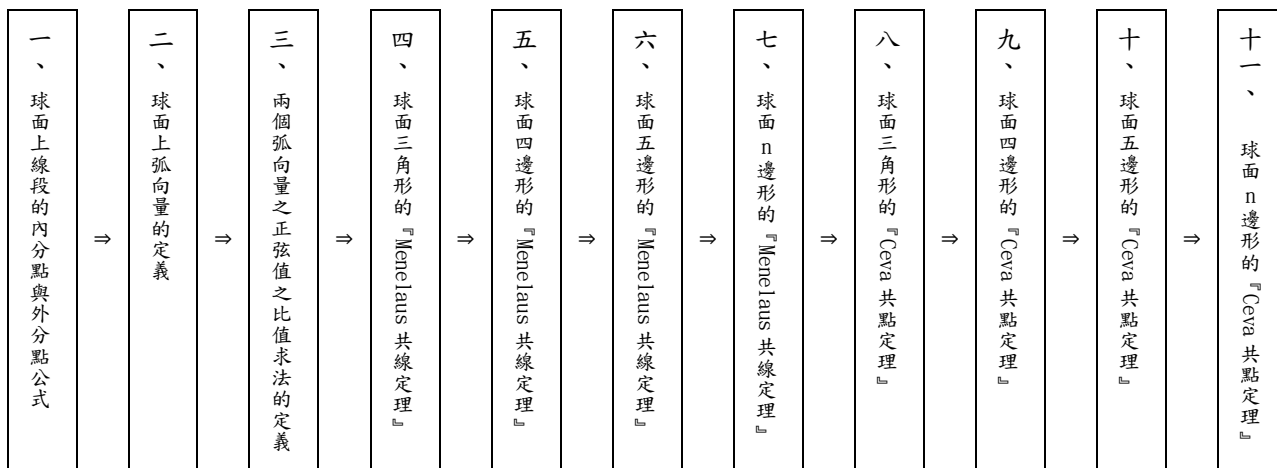 一、球面上線段的內分點與外分點公式
⇒
二、球面上弧向量的定義
⇒
三、兩個弧向量之正弦值之比值求法的定義
⇒
四、球面三角形的『Menelaus 共線定理』
⇒
五、球面四邊形的『Menelaus 共線定理』
⇒
六、球面五邊形的『Menelaus 共線定理』
⇒
七、球面 n 邊形的『Menelaus 共線定理』
⇒
八、球面三角形的『Ceva 共點定理』
⇒
九、球面四邊形的『Ceva 共點定理』
⇒
十、球面五邊形的『Ceva 共點定理』
⇒
十一、球面 n 邊形的『Ceva 共點定理』